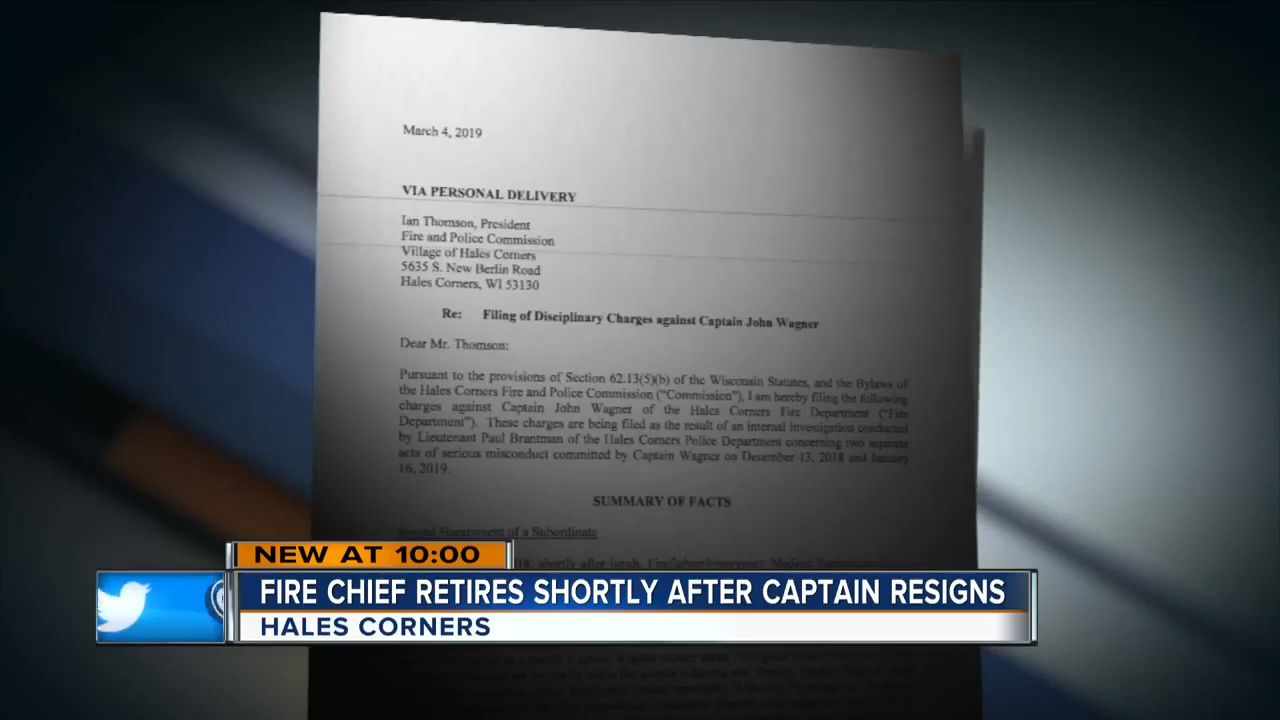 March 4, 2019
VIA PERSONAL DELIVERY
Ian Thomson, President
Fire and Police Commission
Village of Hales Corners
5635 S. New Berlin Road
Hales Corners, WI 53130
Re: Filing of Disciplinary Charges against Captain John Wagner
Dear Mr. Thomson:
Pursuant to the provisions of Section 62.13(5)(b) of the Wisconsin Statutes, and the Bylaws of
the Hales Corners Fire and Police Commission ("Commission"), I am hereby filing the following
charges against Captain John Wagner of the Hales Corners Fire Department ("Fire
Department"). These charges are being filed as the result of an internal investigation conducted
by Lieutenant Paul Brantman of the Hales Corners Police Department concerning two separate
acts of serious misconduct committed by Captain Wagner on December 13, 2018 and January
16, 2019.
SUMMARY OF FACTS
Harassment of a Subordinate
shortly after lunch,
NEW AT 10:00
FIRE CHIEF RETIRES SHORTLY AFTER CAPTAIN RESIGNS
HALES CORNERS